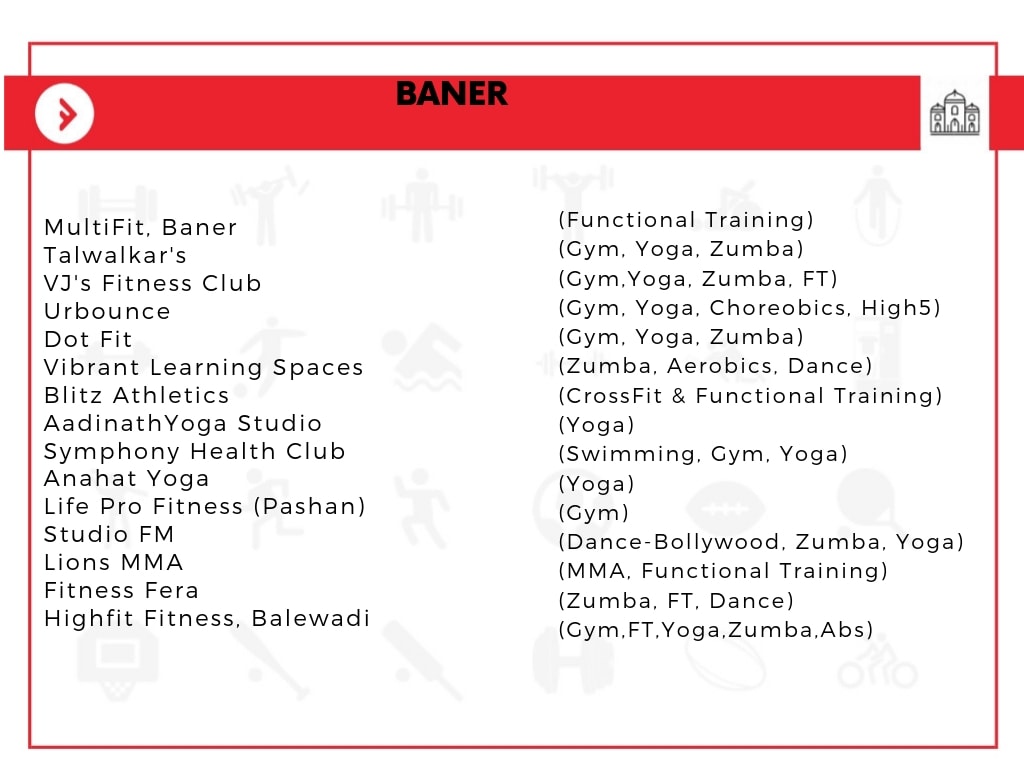 BANER
MultiFit, Baner
Talwalkar's
VJ's Fitness Club
Urbounce
Dot Fit
Vibrant Learning Spaces
Blitz Athletics
AadinathYoga Studio
Symphony Health Club
Anahat Yoga
Life Pro Fitness (Pashan)
Studio FM
Lions MMA
Fitness Fera
Highfit Fitness, Balewadi
(Functional Training)
(Gym, Yoga, Zumba)
(Gym,Yoga, Zumba, FT)
(Gym, Yoga, Choreobics, High5)
(Gym, Yoga, Zumba)
(Zumba, Aerobics, Dance)
(CrossFit & Functional Training)
(Yoga)
(Swimming, Gym, Yoga)
(Yoga)
(Gym)
(Dance-Bollywood, Zumba, Yoga)
(MMA, Functional Training)
(Zumba, FT, Dance)
(Gym,FT,Yoga,Zumba,Abs)